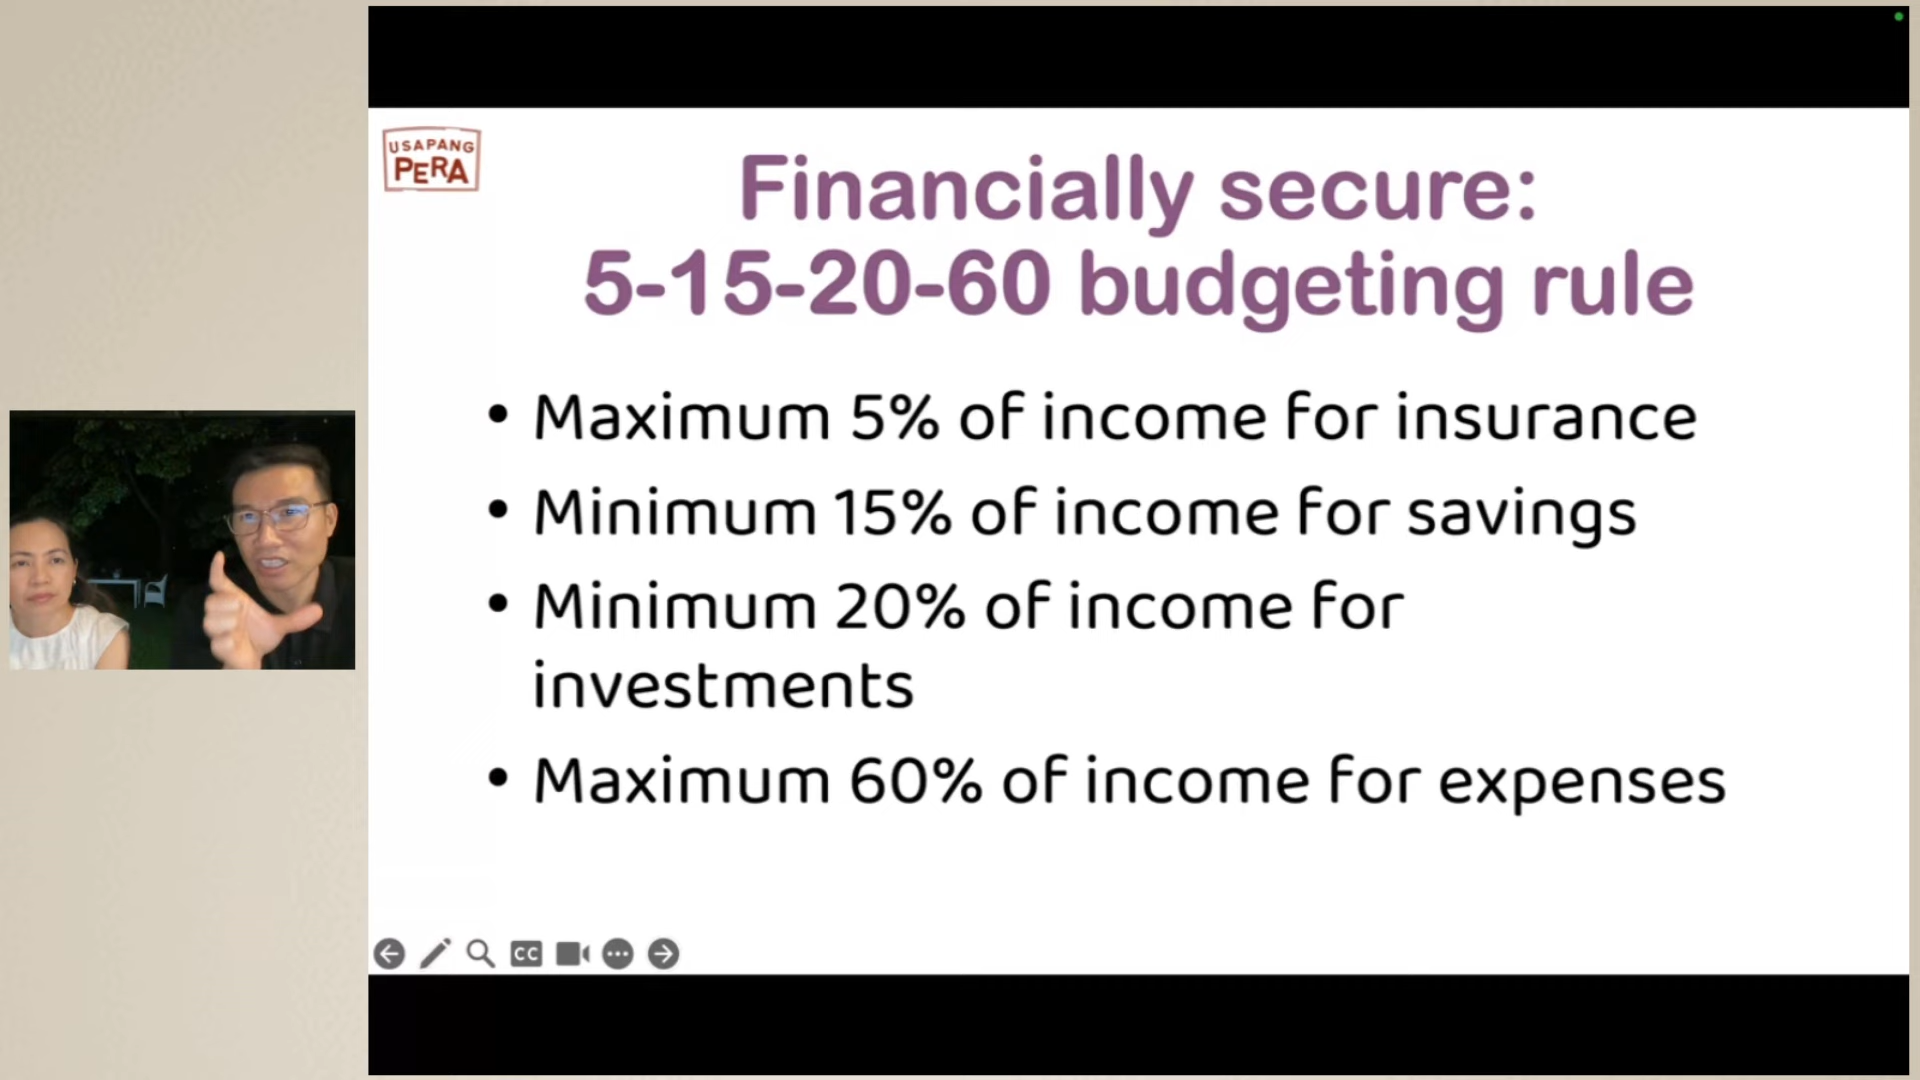 USAPANG
PERA
Financially secure:
5-15-20-60 budgeting rule
• Maximum 5% of income for insurance
• Minimum 15% of income for savings
• Minimum 20% of income for
investments
• Maximum 60% of income for expenses
CC